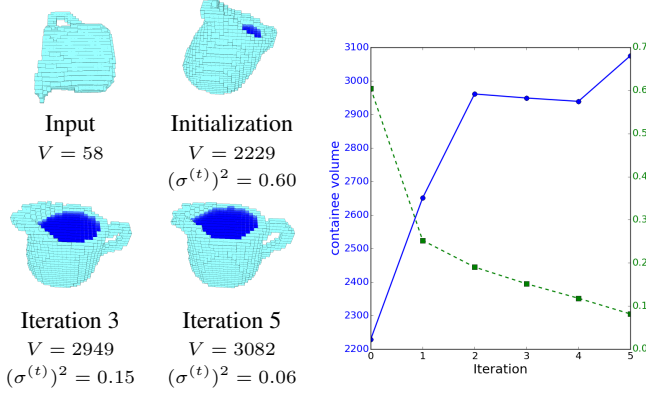 Input
V = 58
Initialization
V = 2229
(σ^(t))^2 = 0.60
Iteration 3
V = 2949
(σ^(t))^2 = 0.15
Iteration 5
V = 3082
(σ^(t))^2 = 0.06
3100
3000
2900
2800
2700
2600
2500
2400
2300
2200
containee volume
0 1 2 3 4 5
Iteration
0.7
0.6
0.5
0.4
0.3
0.2
0.1
0.0